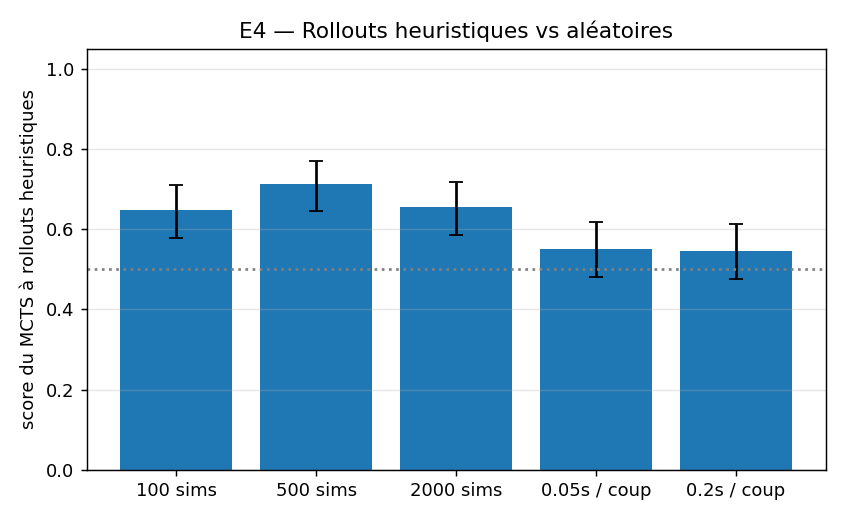 E4 — Rollouts heuristiques vs aléatoires
score du MCTS à rollouts heuristiques
1.0
0.8
0.6
0.4
0.2
0.0
100 sims 500 sims 2000 sims 0.05s / coup 0.2s / coup